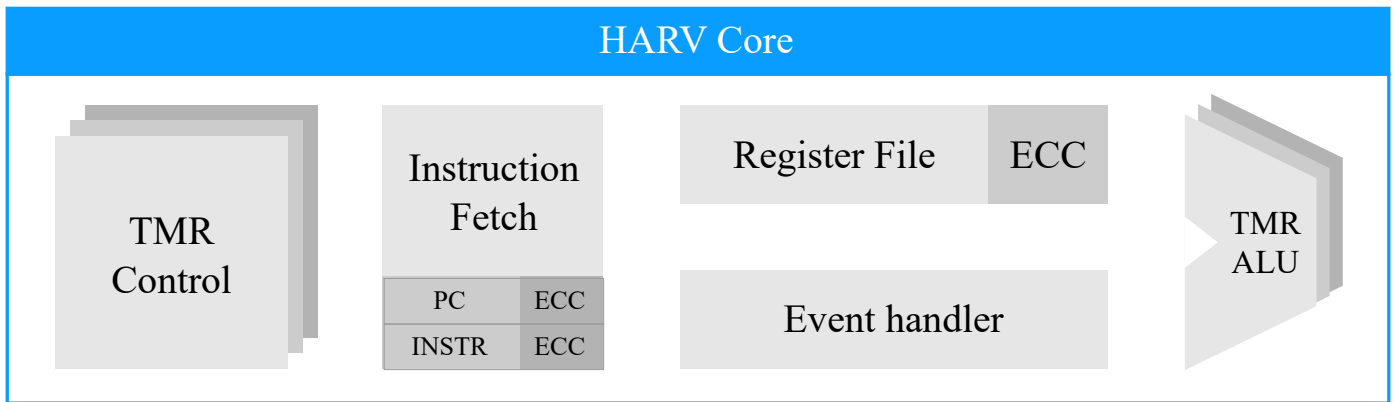 HARV Core
TMR
Control
Instruction
Fetch
PC ECC
INSTR ECC
Register File ECC
Event handler
TMR
ALU